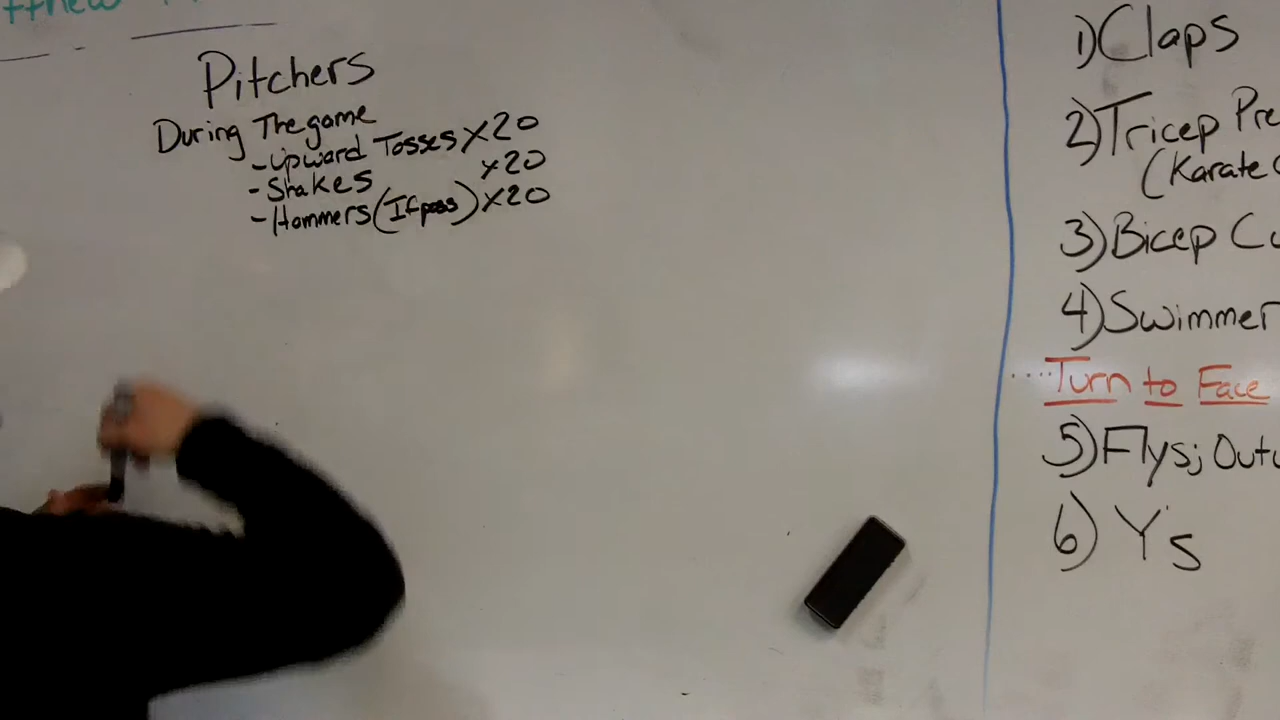 Pitchers
During The game
-Upward Tosses x20
-Shakes x20
-Hammers (If poss) x20
1) Claps
2) Tricep Pre
(Karate
3) Bicep Cu
4) Swimmer
....Turn to Face
5) Flys; Out
6) Y's